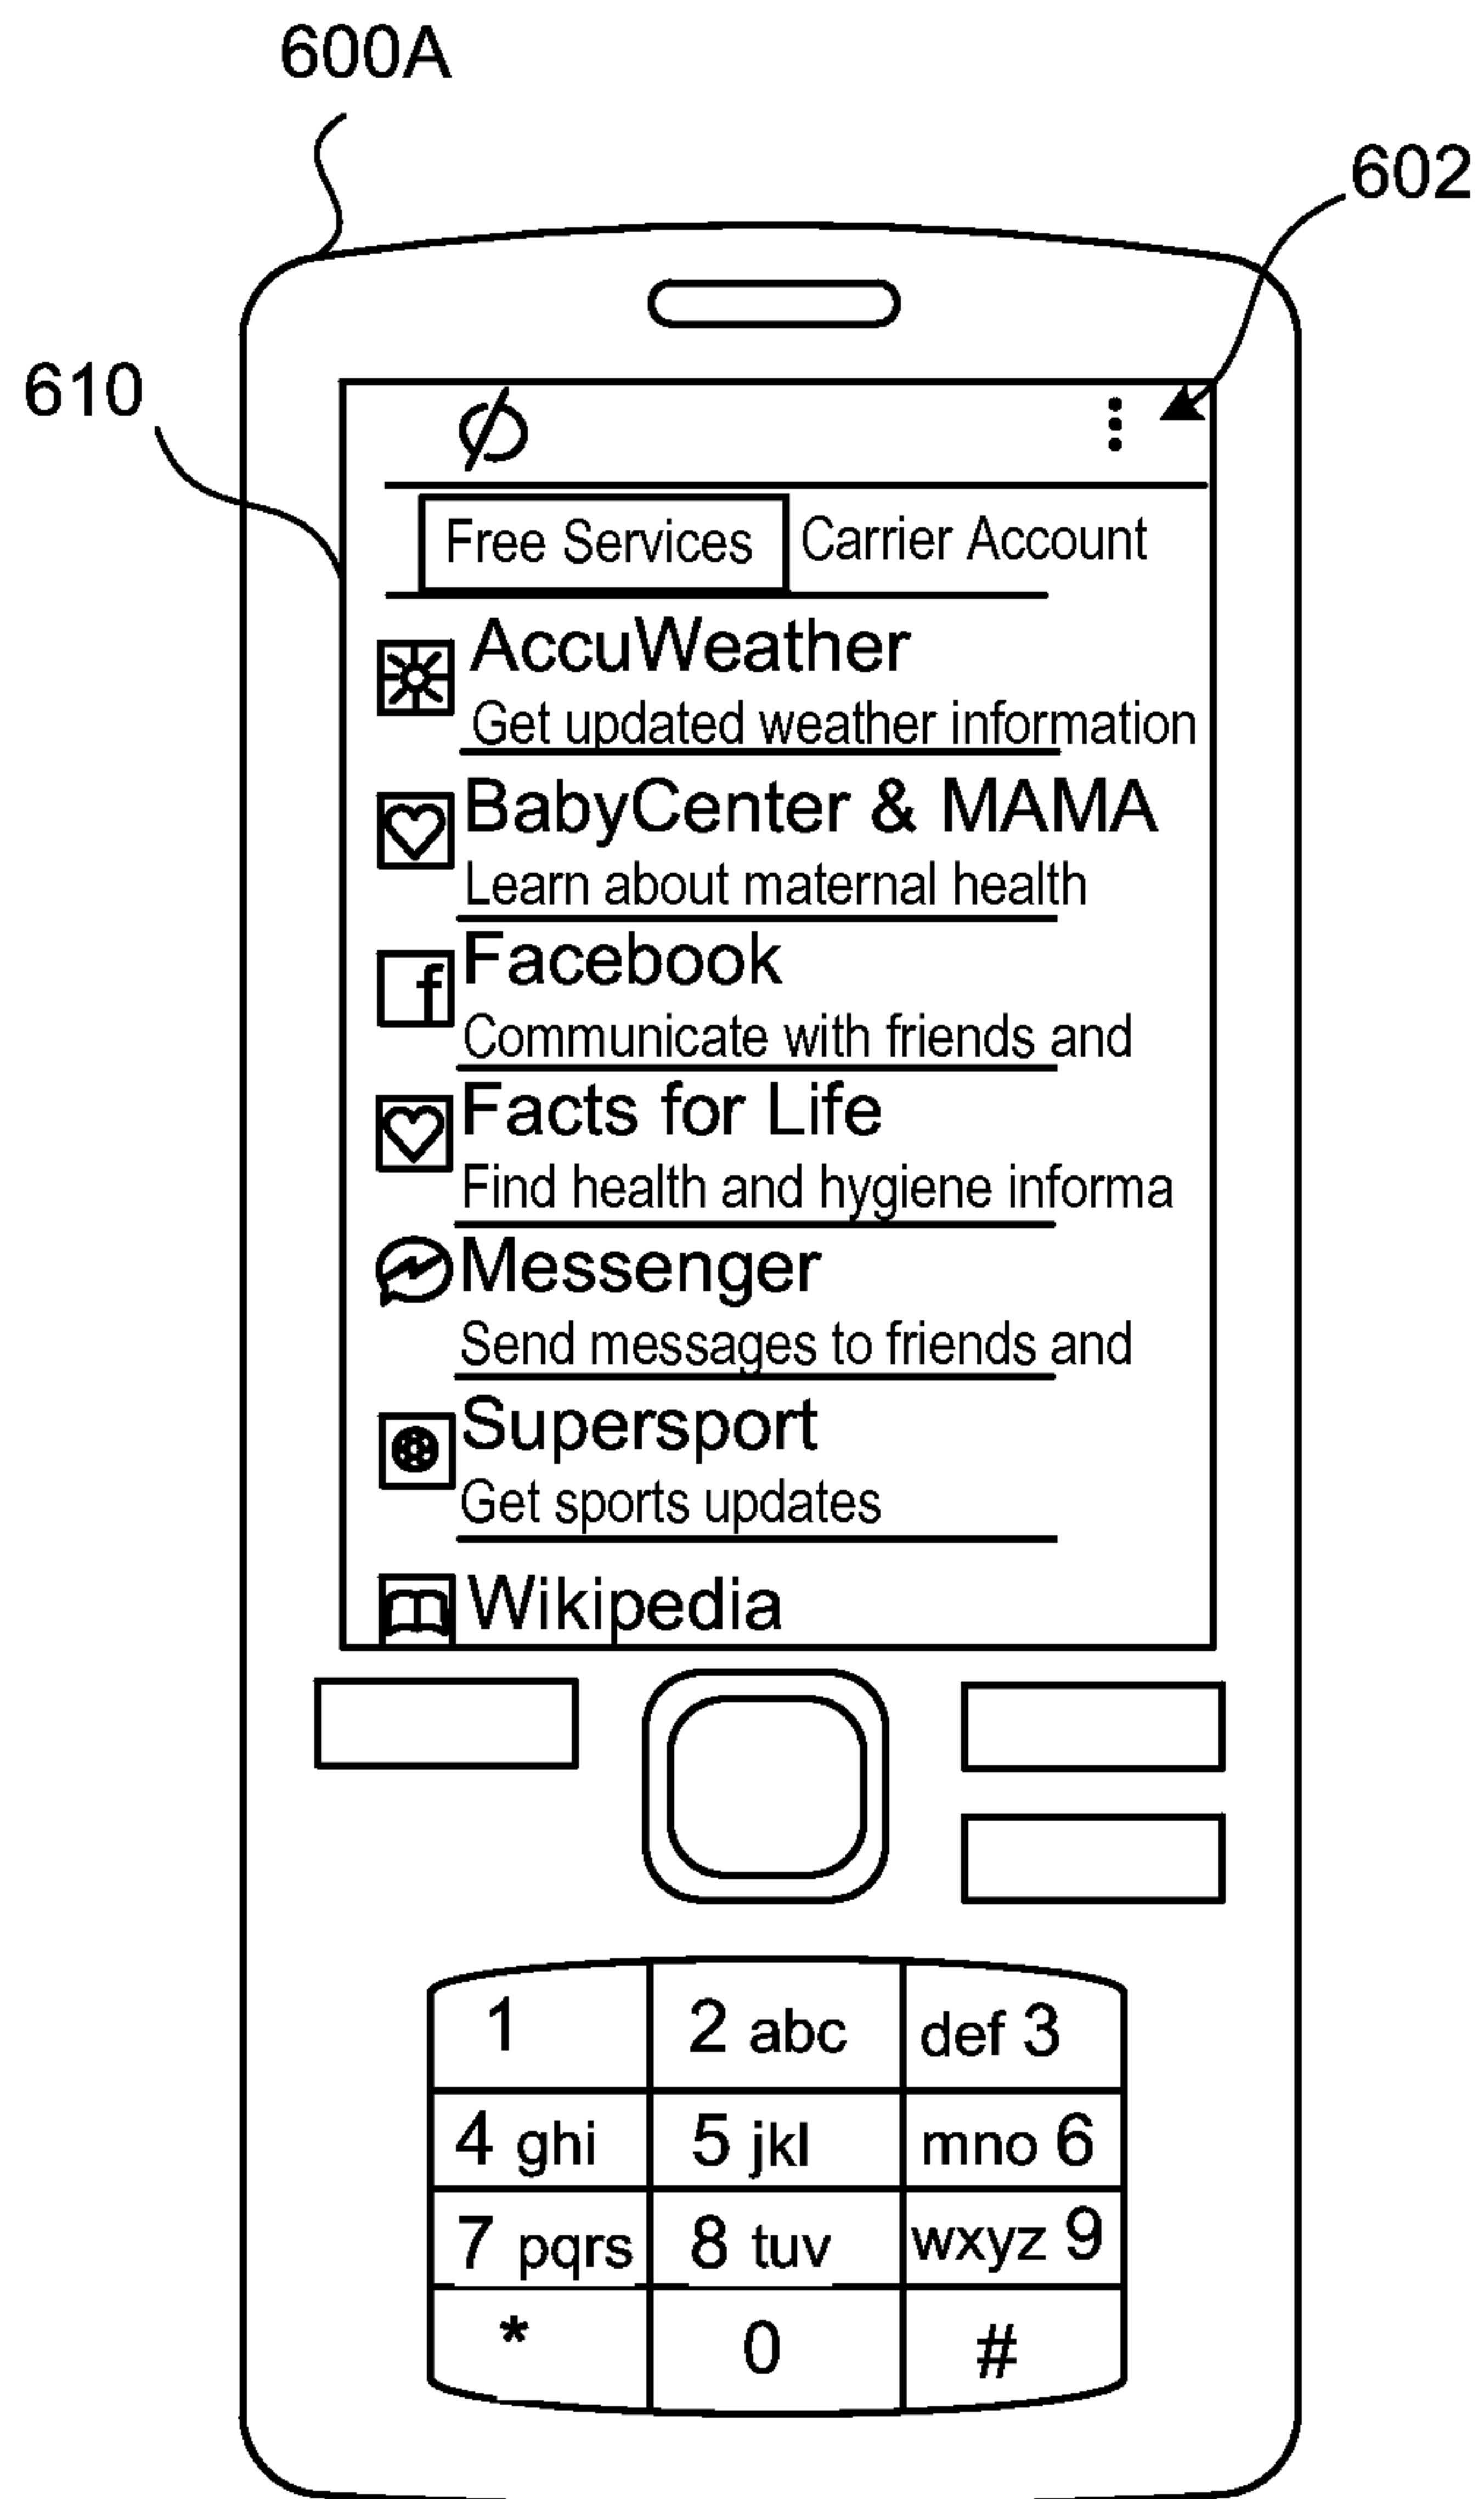 600A
602
610
Free Services Carrier Account
AccuWeather
Get updated weather information
BabyCenter & MAMA
Learn about maternal health
f
Facebook
Communicate with friends and
Facts for Life
Find health and hygiene informa
Messenger
Send messages to friends and
Supersport
Get sports updates
Wikipedia
1 2 abc def 3
4 ghi 5 jkl mno 6
7 pqrs 8 tuv wxyz 9
* 0 #